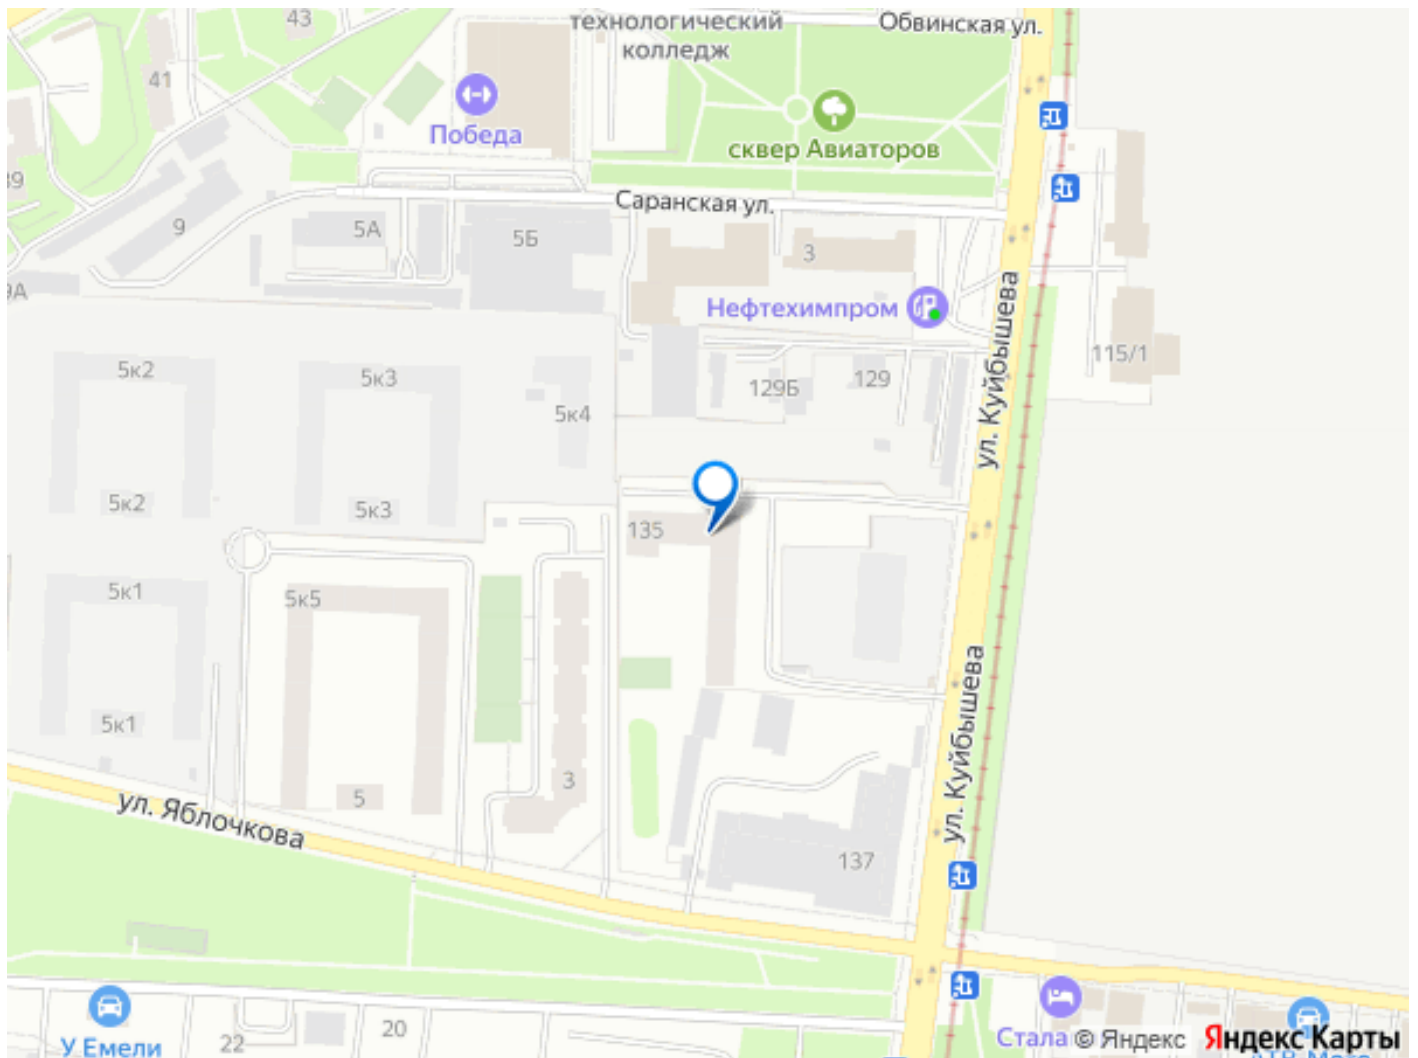 43
технологический
колледж
Обвинская ул.
41
Победа
сквер Авиаторов
39
Саранская ул.
9
5А
5Б
3
9А
Нефтехимпром
ул. Куйбышева
115/1
5к2
5к3
129Б
129
5к4
5к2
5к3
135
5к1
5к5
ул. Куйбышева
5к1
5
3
ул. Яблочкова
137
22
20
У Емели
Стала
© Яндекс
Яндекс Карты